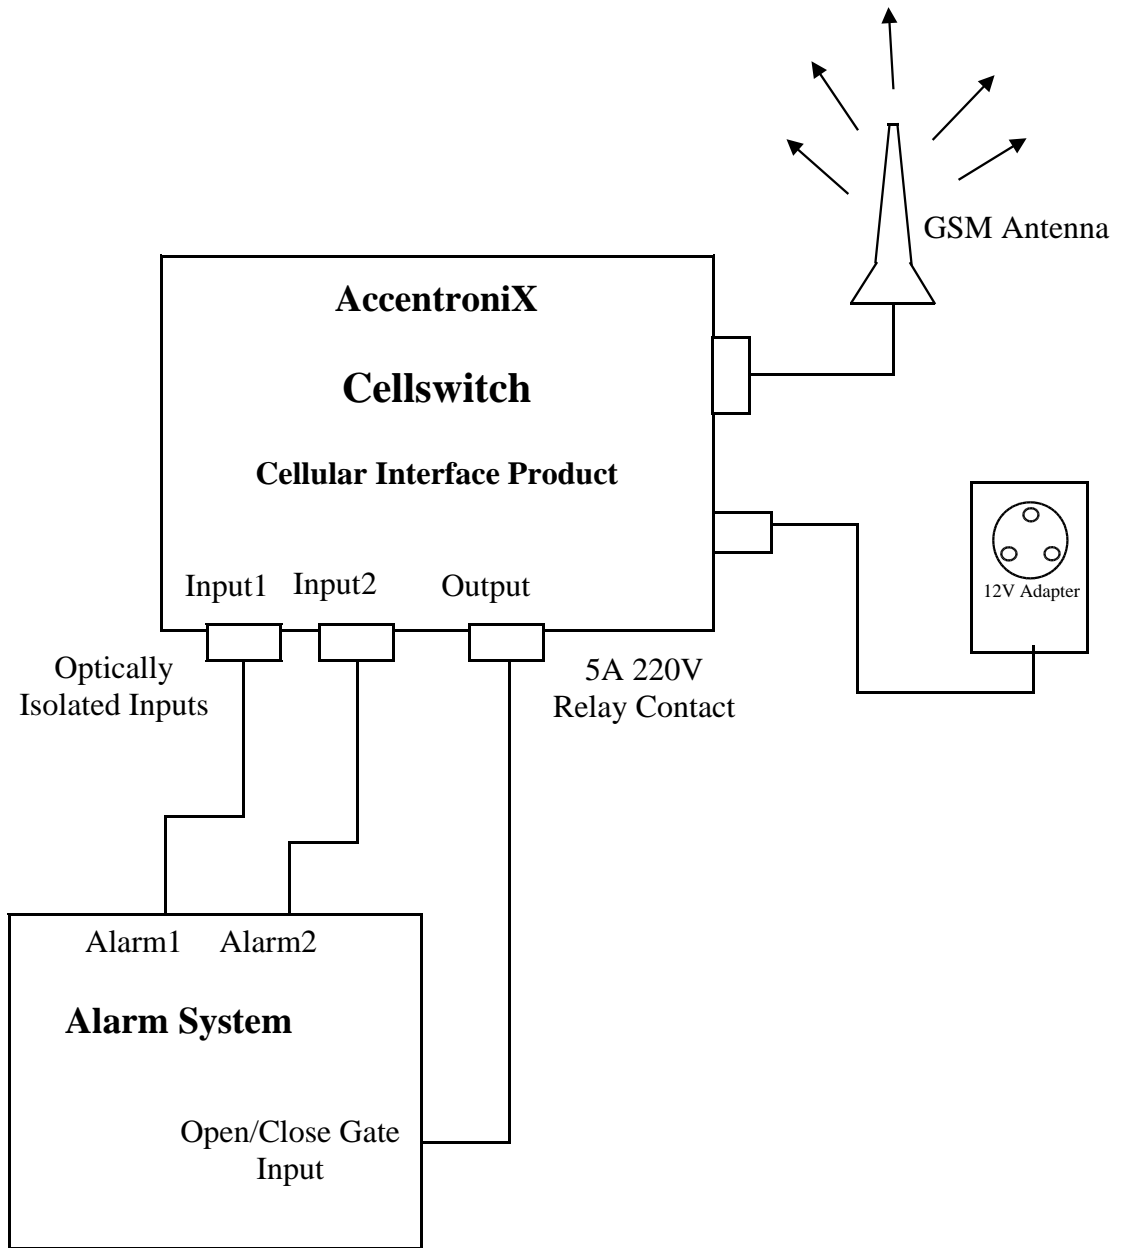 GSM Antenna
AccentroniX
Cellswitch
Cellular Interface Product
12V Adapter
Input1
Input2
Output
Optically
Isolated Inputs
5A 220V
Relay Contact
Alarm1
Alarm2
Alarm System
Open/Close Gate
Input